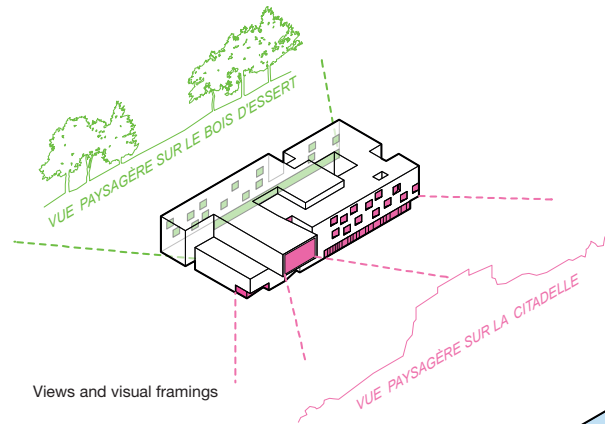 VUE PAYSAGÈRE SUR LE BOIS D'ESSERT
VUE PAYSAGÈRE SUR LA CITADELLE
Views and visual framings